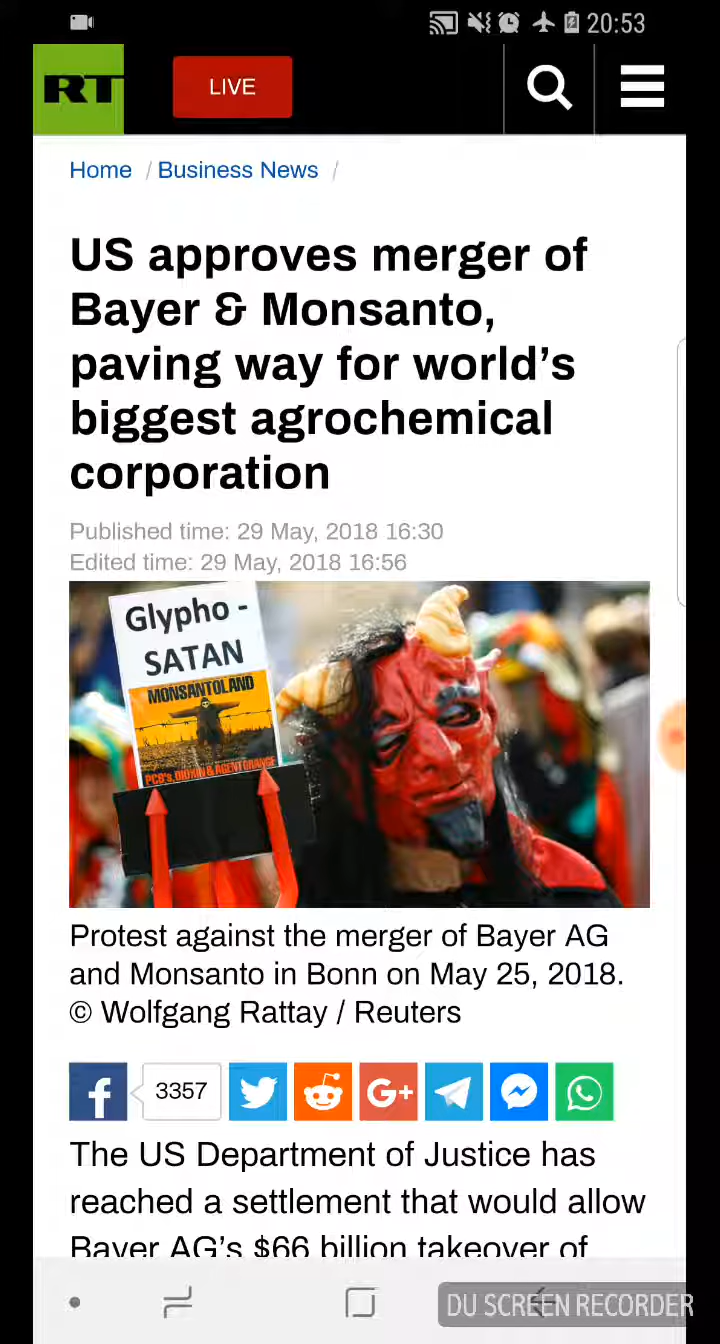 20:53
RT
LIVE
Home / Business News /
US approves merger of
Bayer & Monsanto,
paving way for world’s
biggest agrochemical
corporation
Published time: 29 May, 2018 16:30
Edited time: 29 May, 2018 16:56
Glypho -
SATAN
MONSANTOLAND
PCB's, DIOXIN & AGENT ORANGE
Protest against the merger of Bayer AG
and Monsanto in Bonn on May 25, 2018.
© Wolfgang Rattay / Reuters
f 3357 G+
The US Department of Justice has
reached a settlement that would allow
Bayer AG’s $66 billion takeover of
DU SCREEN RECORDER